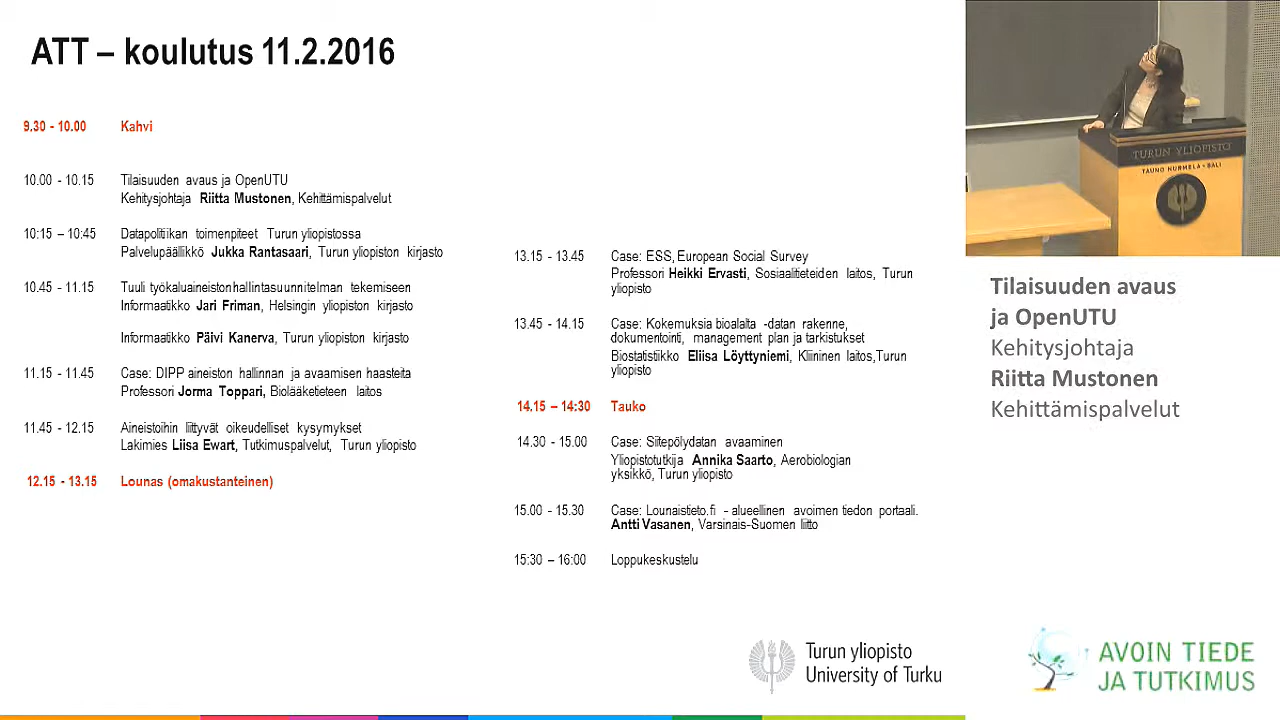 ATT – koulutus 11.2.2016
9.30 - 10.00 Kahvi
10.00 - 10.15 Tilaisuuden avaus ja OpenUTU
Kehitysjohtaja Riitta Mustonen, Kehittämispalvelut
10:15 – 10:45 Datapolitiikan toimenpiteet Turun yliopistossa
Palvelupäällikkö Jukka Rantasaari, Turun yliopiston kirjasto
10.45 - 11.15 Tuuli työkaluaineistonhallintasuunnitelman tekemiseen
Informaatikko Jari Friman, Helsingin yliopiston kirjasto
Informaatikko Päivi Kanerva, Turun yliopiston kirjasto
11.15 - 11.45 Case: DIPP aineiston hallinnan ja avaamisen haasteita
Professori Jorma Toppari, Biolääketieteen laitos
11.45 - 12.15 Aineistoihin liittyvät oikeudelliset kysymykset
Lakimies Liisa Ewart, Tutkimuspalvelut, Turun yliopisto
12.15 - 13.15 Lounas (omakustanteinen)
13.15 - 13.45 Case: ESS, European Social Survey
Professori Heikki Ervasti, Sosiaalitieteiden laitos, Turun
yliopisto
13.45 - 14.15 Case: Kokemuksia bioalalta -datan rakenne,
dokumentointi, management plan ja tarkistukset
Biostatistiikko Eliisa Löyttyniemi, Kliininen laitos,Turun
yliopisto
14.15 – 14:30 Tauko
14.30 - 15.00 Case: Siitepölydatan avaaminen
Yliopistotutkija Annika Saarto, Aerobiologian
yksikkö, Turun yliopisto
15.00 - 15.30 Case: Lounaistieto.fi - alueellinen avoimen tiedon portaali.
Antti Vasanen, Varsinais-Suomen liitto
15:30 – 16:00 Loppukeskustelu
Turun yliopisto
University of Turku
TURUN YLIOPISTO
TAUNO NURMELA - SALI
Tilaisuuden avaus
ja OpenUTU
Kehitysjohtaja
Riitta Mustonen
Kehittämispalvelut
AVOIN TIEDE
JA TUTKIMUS